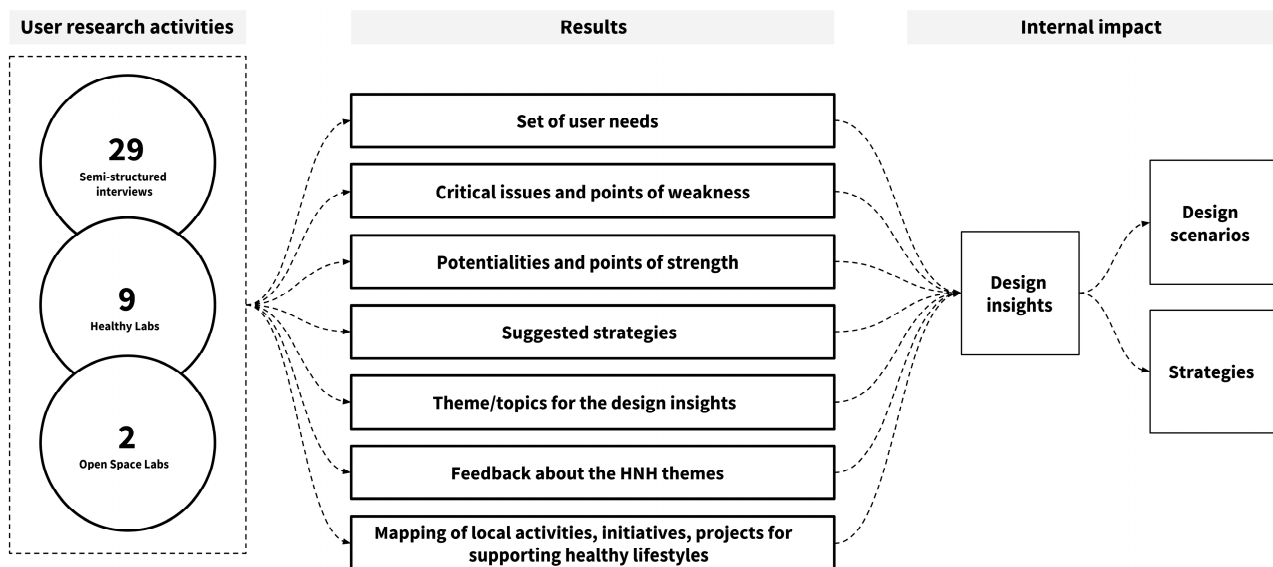 User research activities
Results
Internal impact
29
Semi-structured
interviews
9
Healthy Labs
2
Open Space Labs
Set of user needs
Critical issues and points of weakness
Potentialities and points of strength
Suggested strategies
Theme/topics for the design insights
Feedback about the HNH themes
Mapping of local activities, initiatives, projects for
supporting healthy lifestyles
Design
insights
Design
scenarios
Strategies